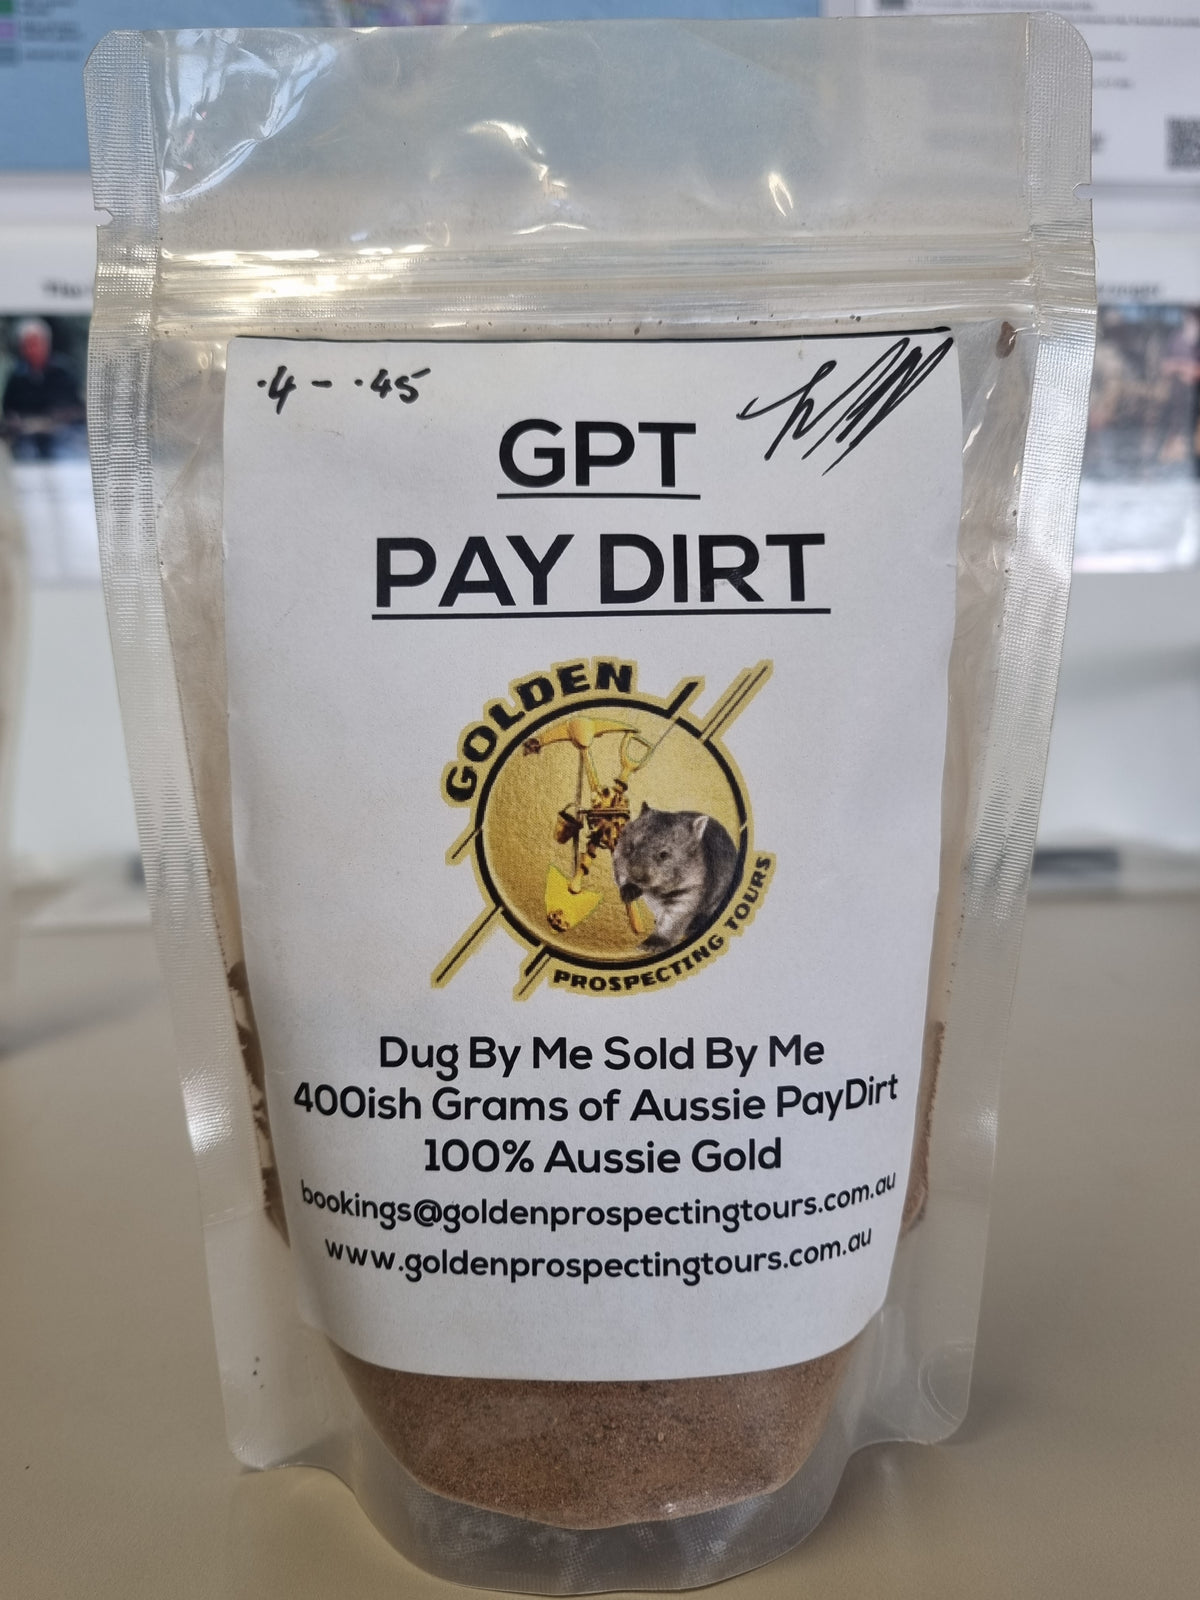 .4 - .45
GPT
PAY DIRT
GOLDEN
PROSPECTING TOURS
Dug By Me Sold By Me
400ish Grams of Aussie PayDirt
100% Aussie Gold
bookings@goldenprospectingtours.com.au
www.goldenprospectingtours.com.au